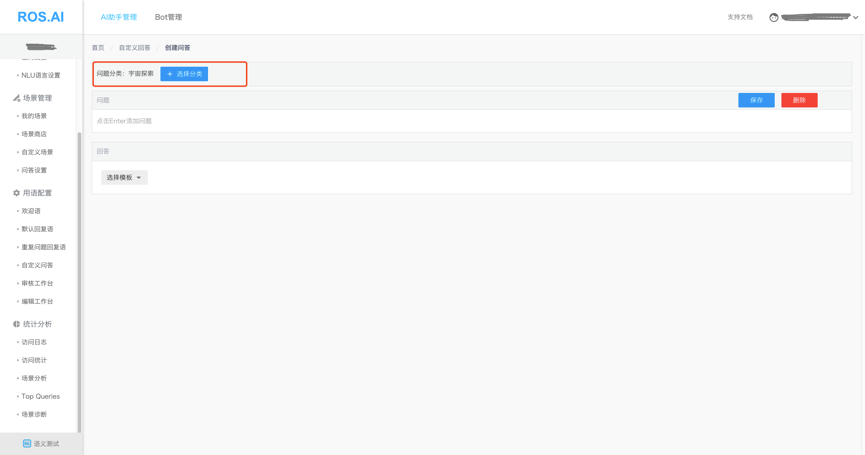 ROS.AI
AI助手管理
Bot管理
支持文档
首页 / 自定义回答 / 创建问答
问题分类: 宇宙探索
+ 选择分类
问题
保存
删除
点击Enter添加问题
回答
选择模板
NLU语言设置
场景管理
我的场景
场景商店
自定义场景
问答设置
用语配置
欢迎语
默认回复语
重复问题回复语
自定义问答
审核工作台
编辑工作台
统计分析
访问日志
访问统计
场景分析
Top Queries
场景诊断
语义测试